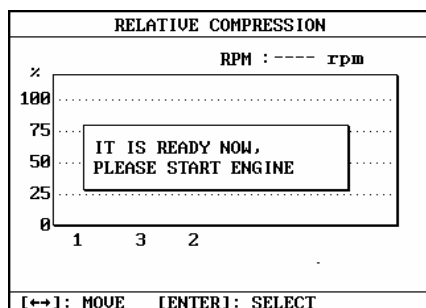 RELATIVE COMPRESSION
RPM :---- rpm
%
100
75
IT IS READY NOW,
50
PLEASE START ENGINE
25
0
1 3 2
[←→]: MOVE [ENTER]: SELECT